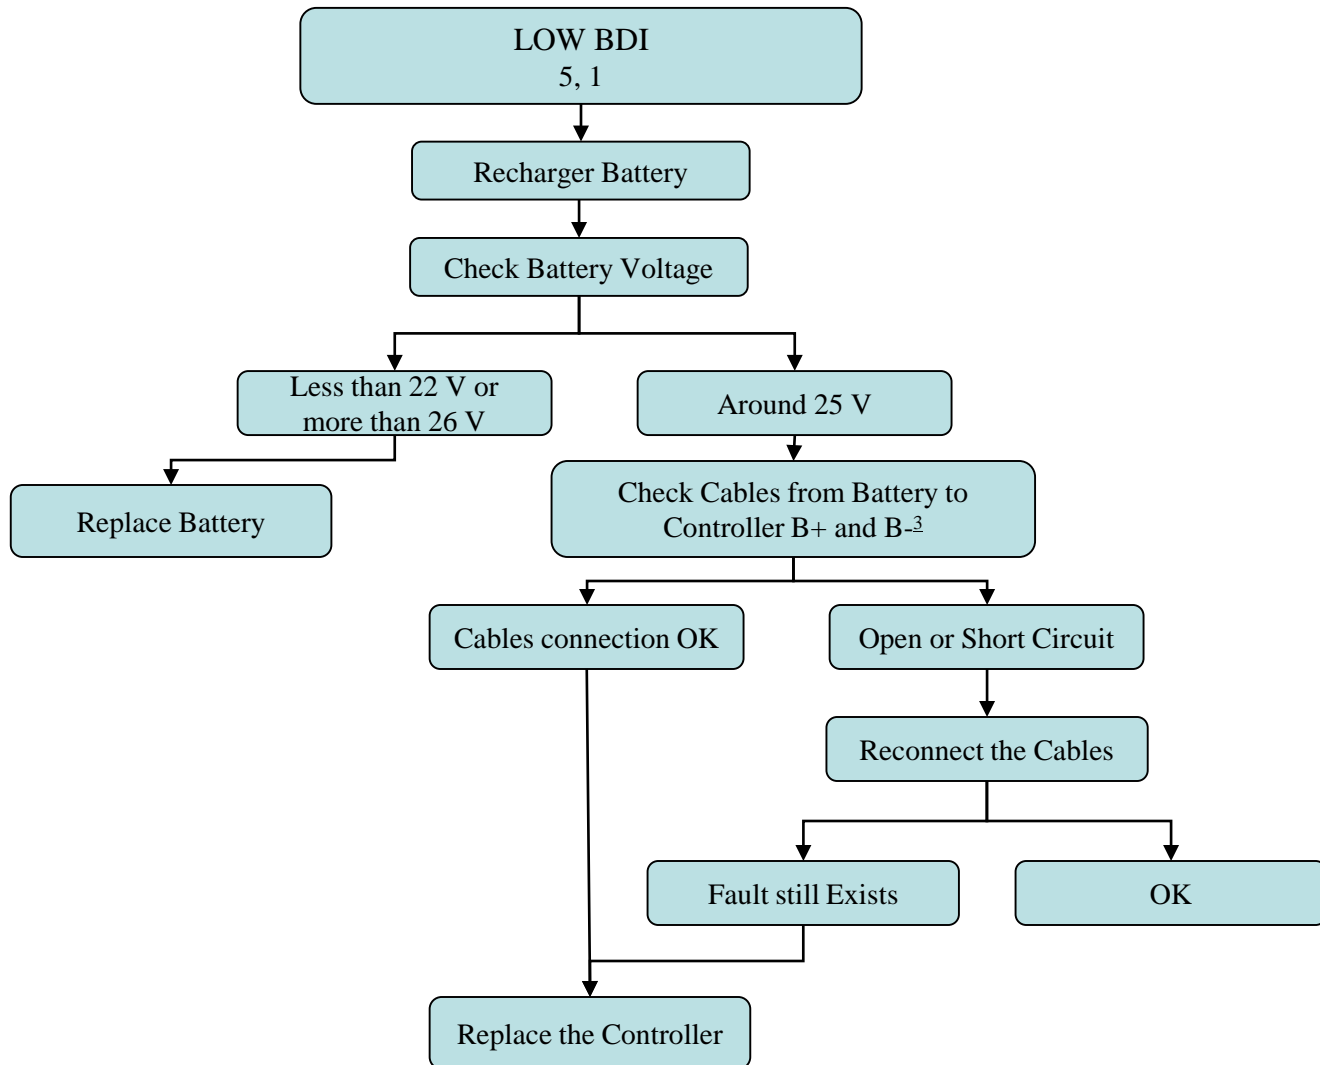 LOW BDI
5, 1
Recharger Battery
Check Battery Voltage
Less than 22 V or
more than 26 V
Around 25 V
Replace Battery
Check Cables from Battery to
Controller B+ and B-3
Cables connection OK
Open or Short Circuit
Reconnect the Cables
Fault still Exists
OK
Replace the Controller